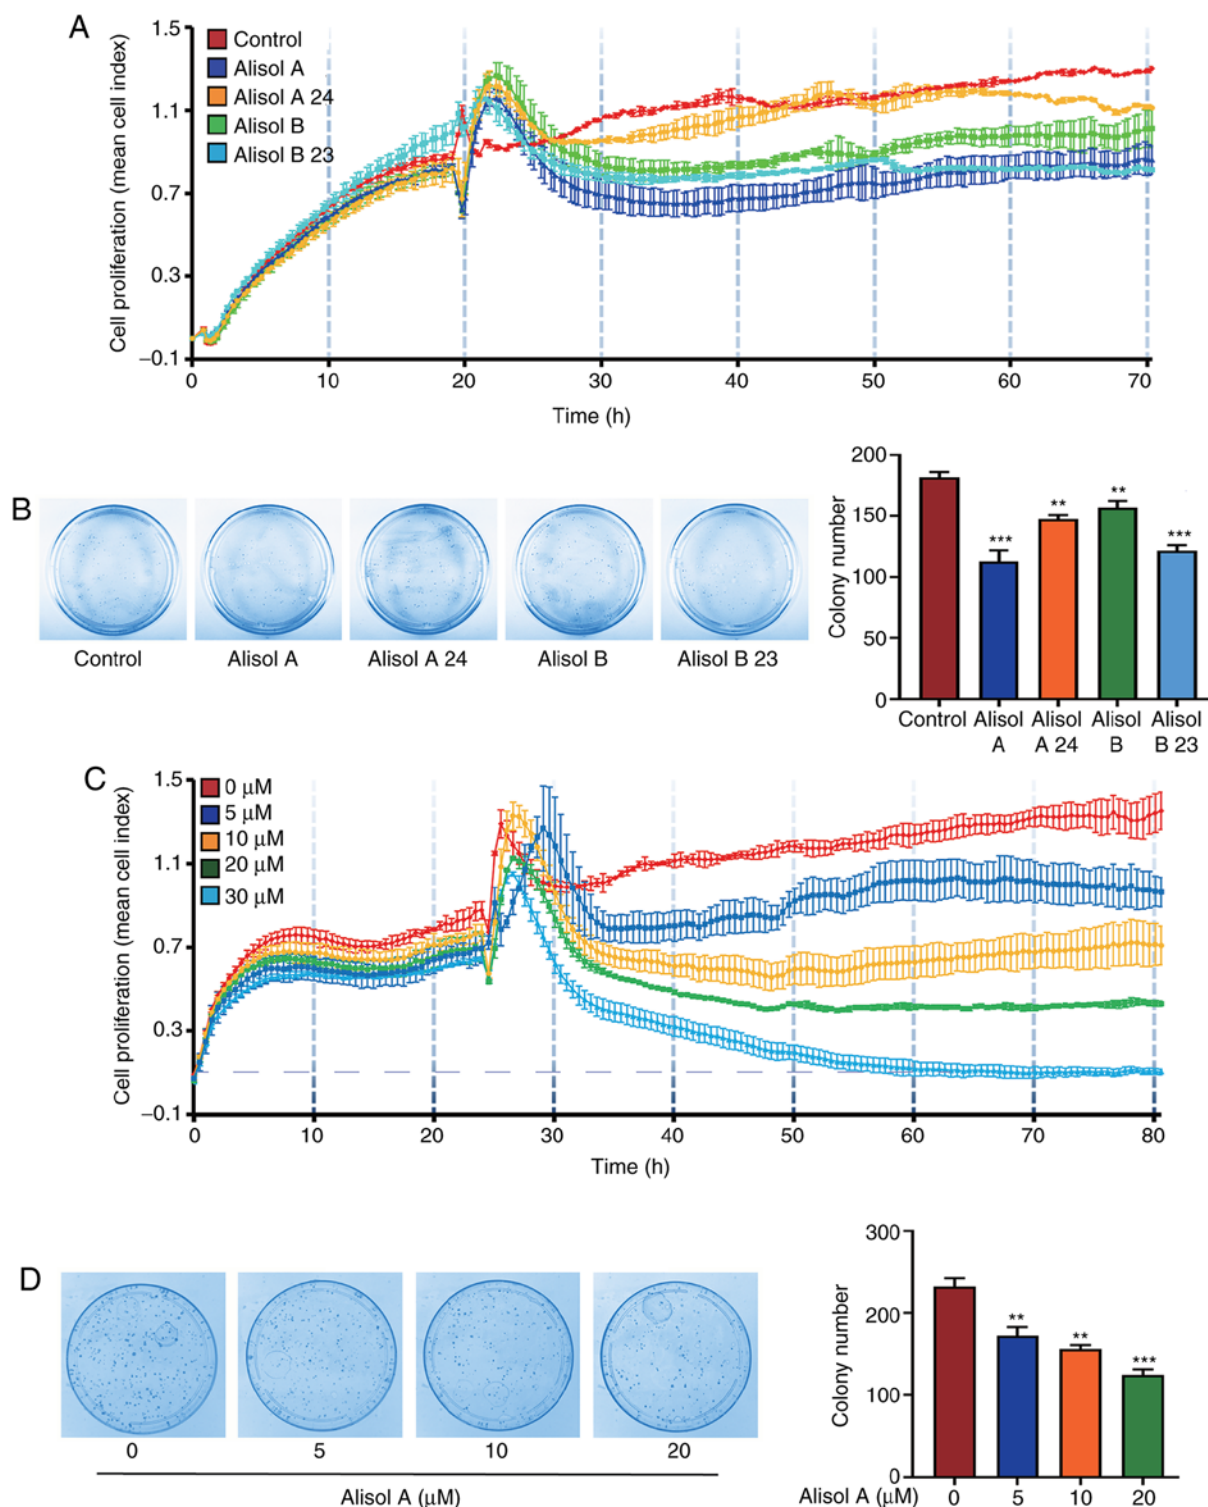 A
Cell proliferation (mean cell index)
1.5
1.1
0.7
0.3
−0.1
Control
Alisol A
Alisol A 24
Alisol B
Alisol B 23
0 10 20 30 40 50 60 70
Time (h)
B
Control Alisol A Alisol A 24 Alisol B Alisol B 23
Colony number
200
150
100
50
0
***
**
**
***
Control Alisol Alisol Alisol Alisol
A A 24 B B 23
C
Cell proliferation (mean cell index)
1.5
1.1
0.7
0.3
−0.1
0 μM
5 μM
10 μM
20 μM
30 μM
0 10 20 30 40 50 60 70 80
Time (h)
D
0 5 10 20
Alisol A (μM)
Colony number
300
200
100
0
**
**
***
Alisol A (μM) 0 5 10 20